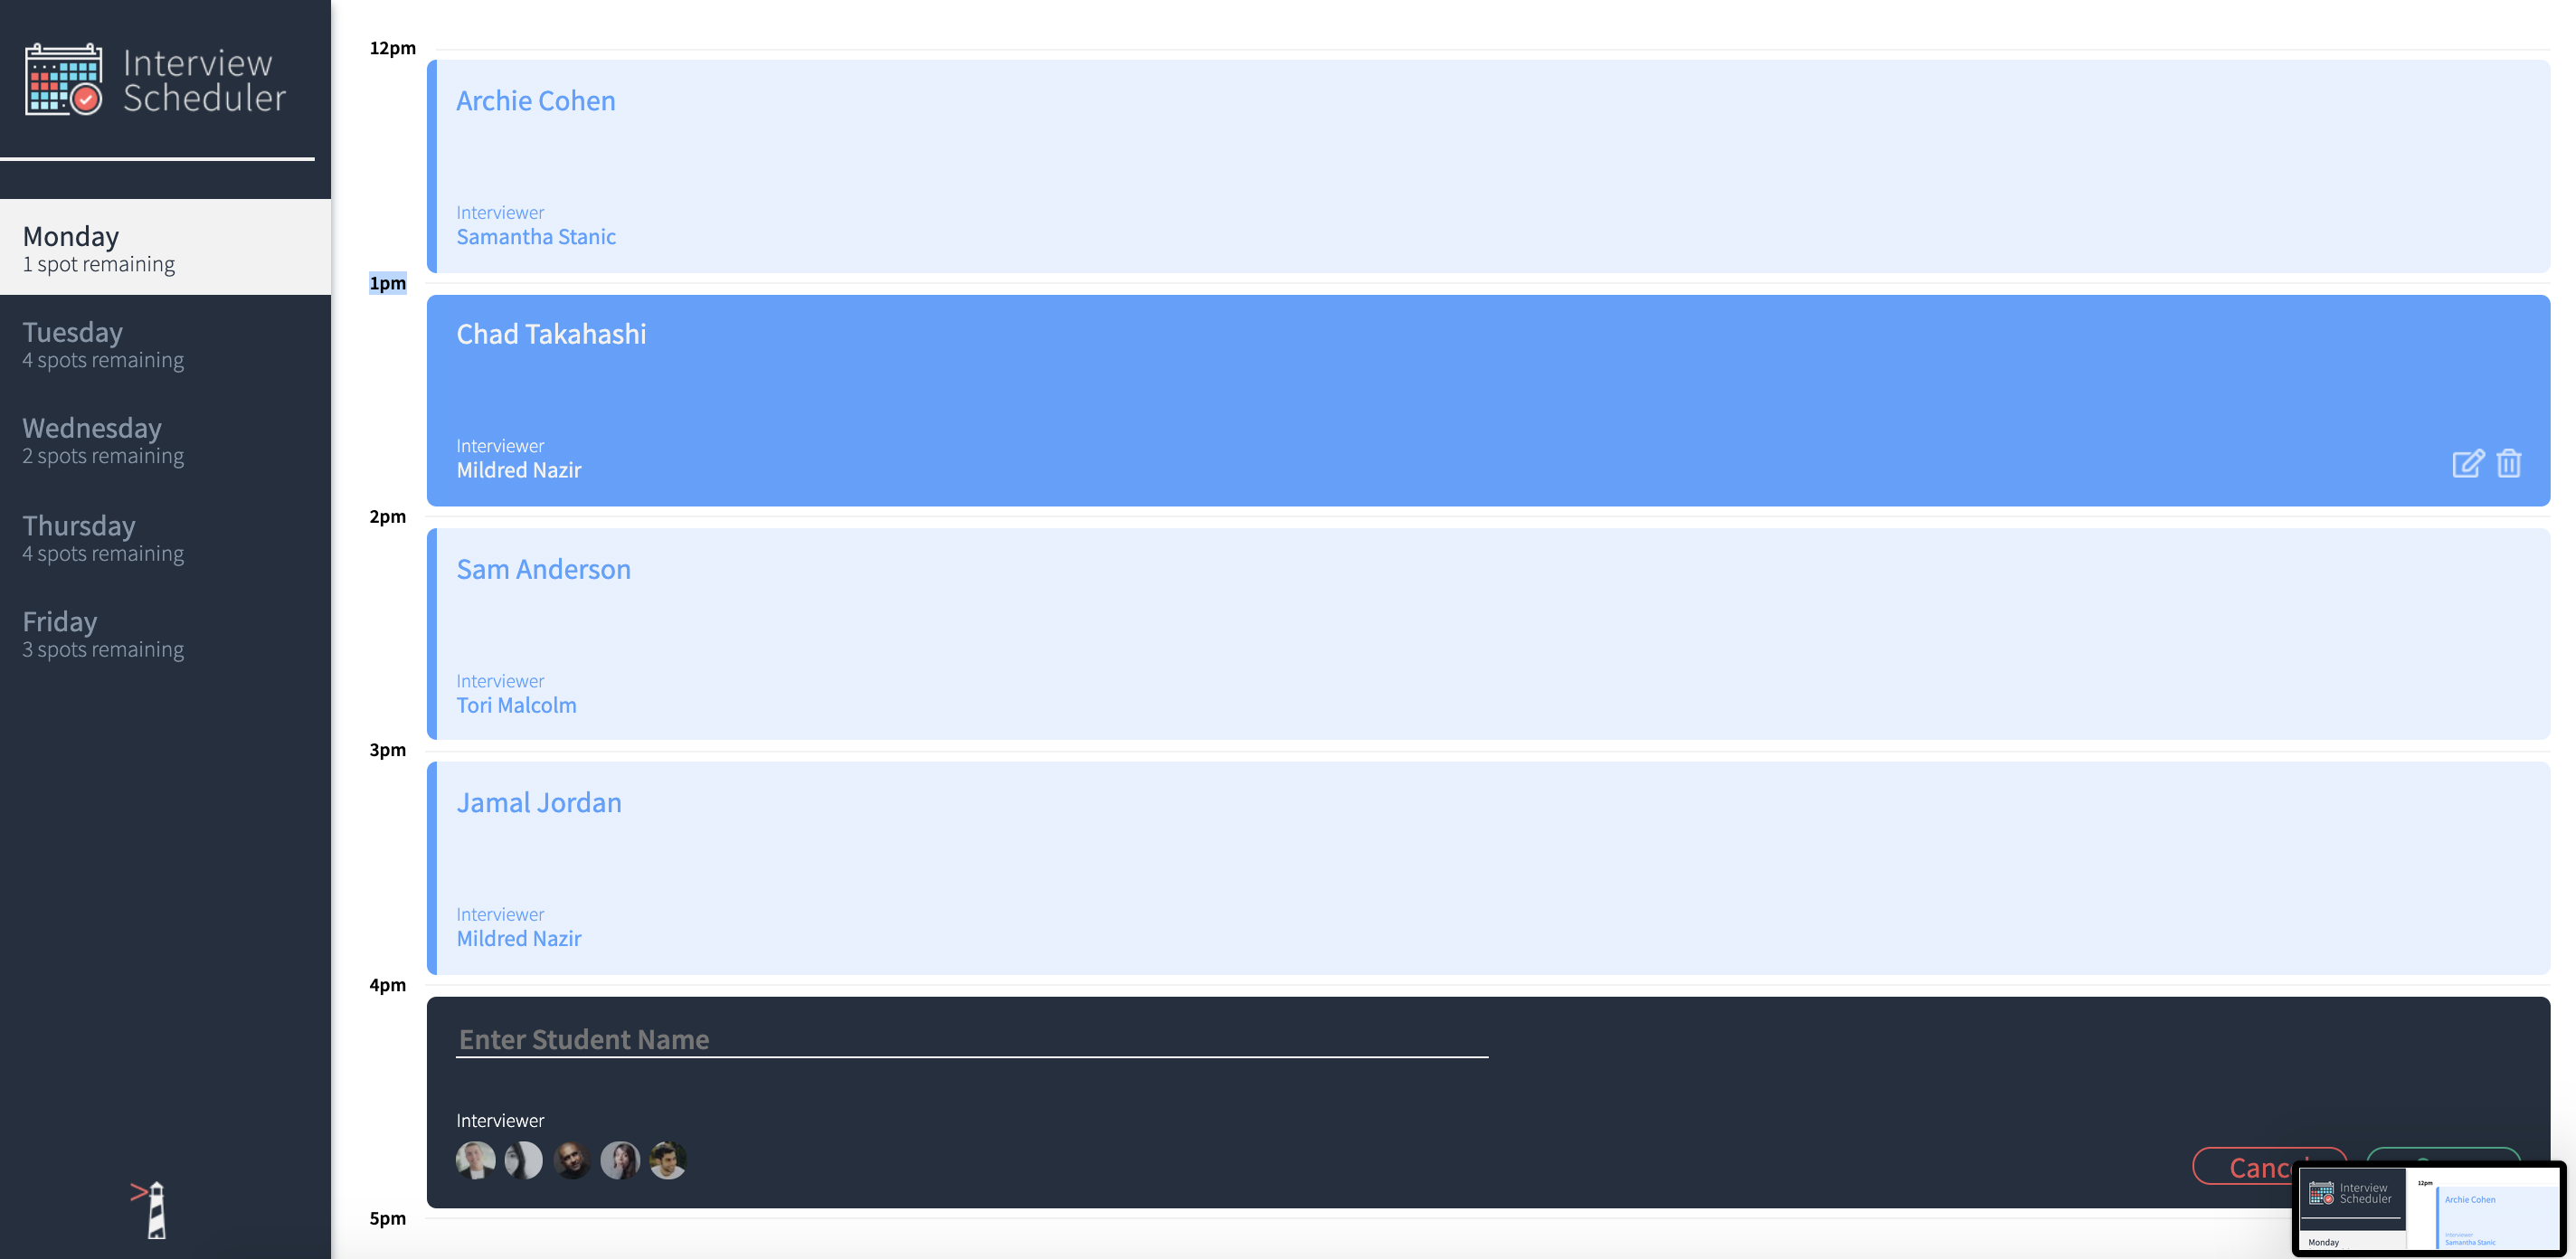 Interview
Scheduler
Monday
1 spot remaining
Tuesday
4 spots remaining
Wednesday
2 spots remaining
Thursday
4 spots remaining
Friday
3 spots remaining
>
12pm
Archie Cohen
Interviewer
Samantha Stanic
1pm
Chad Takahashi
Interviewer
Mildred Nazir
2pm
Sam Anderson
Interviewer
Tori Malcolm
3pm
Jamal Jordan
Interviewer
Mildred Nazir
4pm
Enter Student Name
Interviewer
5pm
Interview
Scheduler
Monday
12pm
Archie Cohen
Interviewer
Samantha Stanic